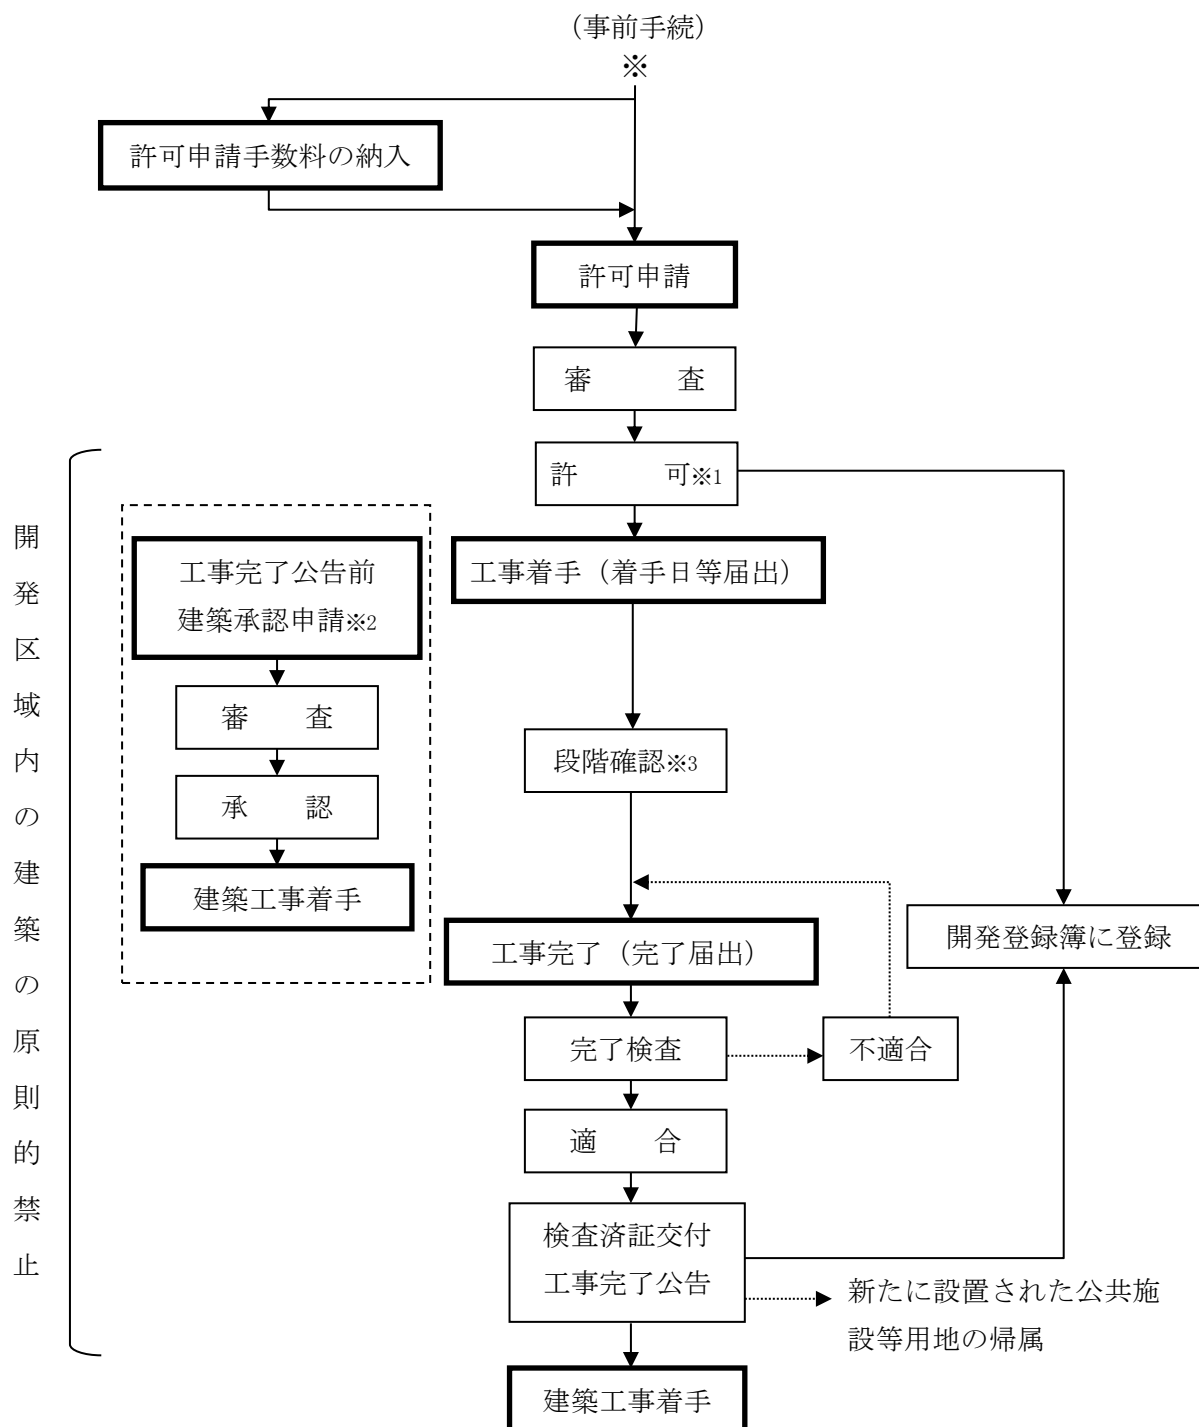 （事前手続）
※
許可申請手数料の納入
許可申請
審　　　査
許　　　可※1
工事着手（着手日等届出）
開発区域内の建築の原則的禁止
工事完了公告前
建築承認申請※2
審　　査
承　　認
建築工事着手
段階確認※3
工事完了（完了届出）
開発登録簿に登録
完了検査
不適合
適　　合
検査済証交付
工事完了公告
新たに設置された公共施
設等用地の帰属
建築工事着手